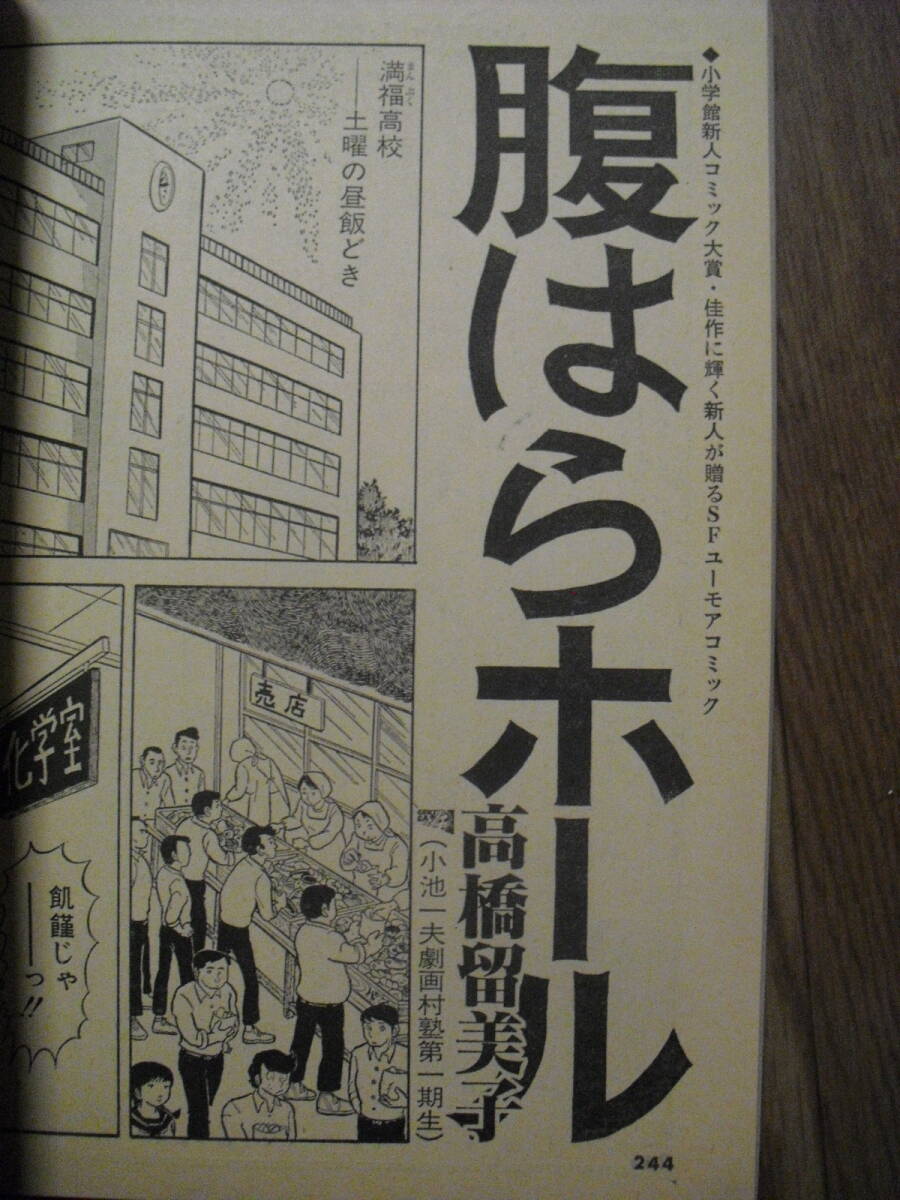 ◆小学館新人コミック大賞・佳作に輝く新人が贈るSFユーモアコミック
腹はらホール
高橋留美子
(小池一夫劇画村塾第一期生)
満福高校
まんぷく
──土曜の昼飯どき
売店
化学室
飢饉じゃ
───っ!!
244